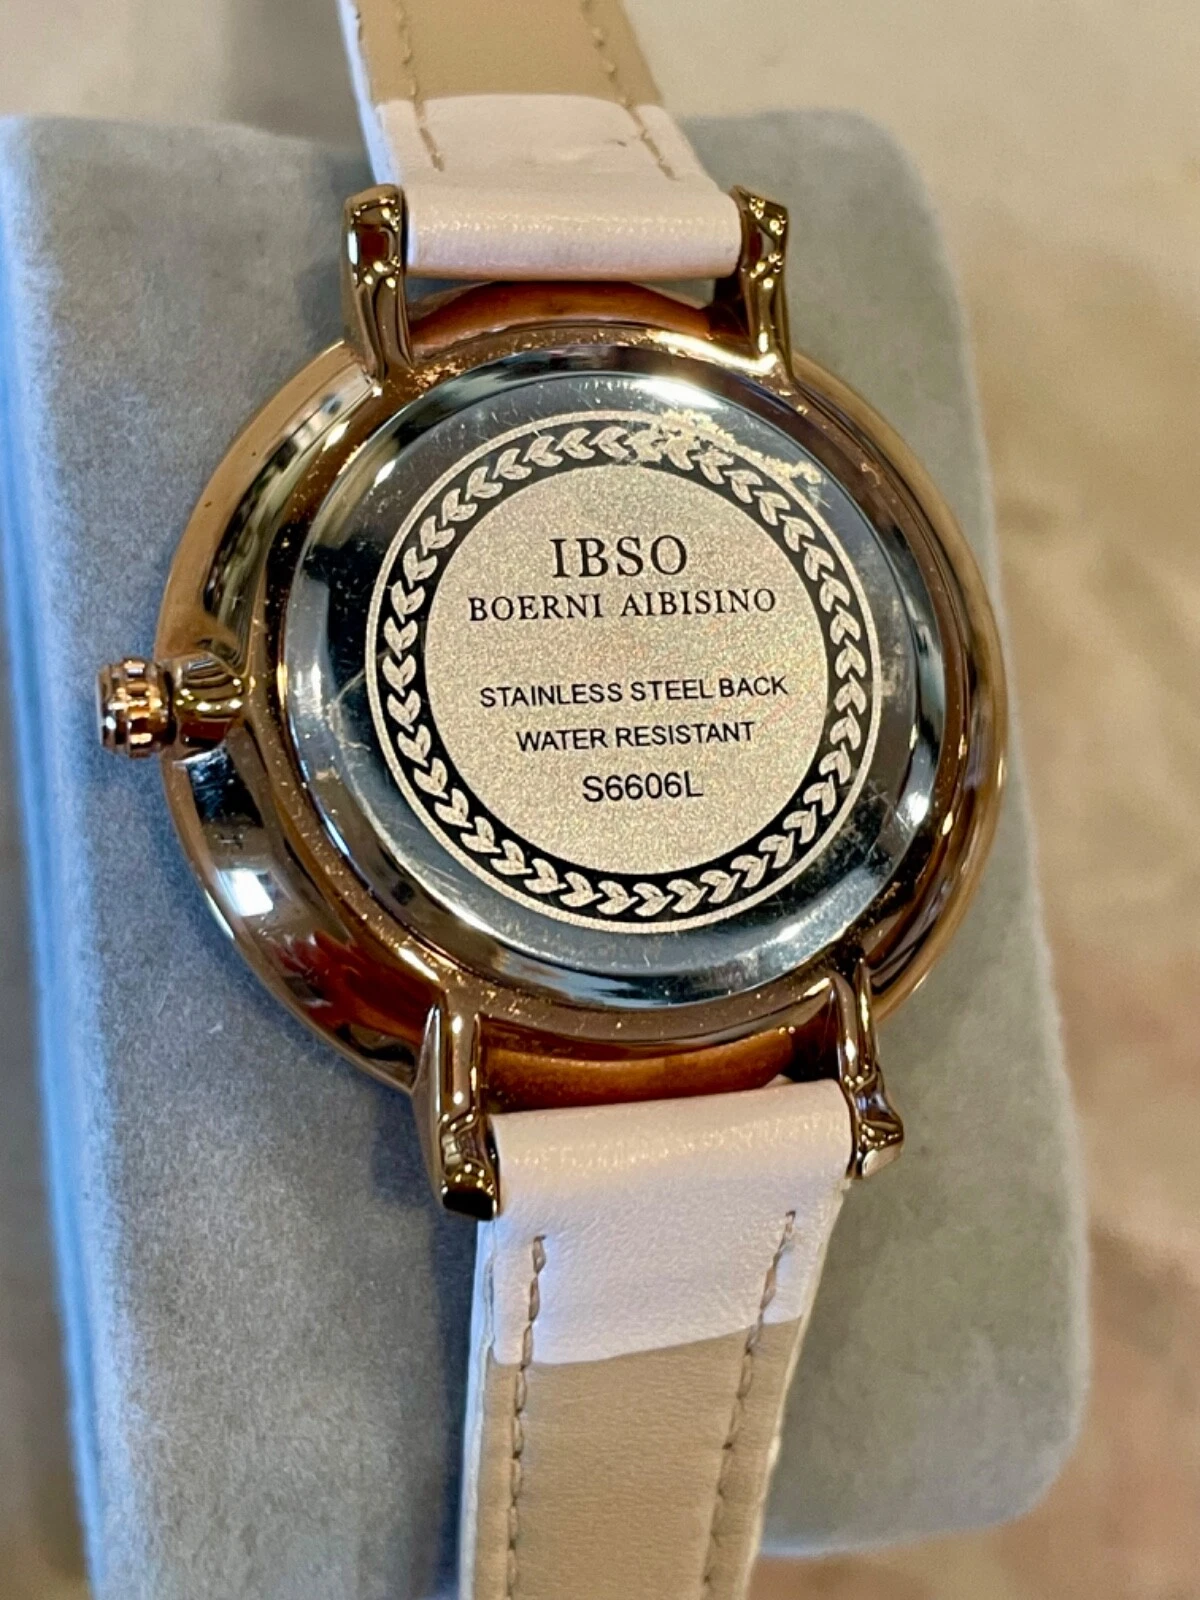 IBSO
BOERNI AIBISINO
STAINLESS STEEL BACK
WATER RESISTANT
S6606L